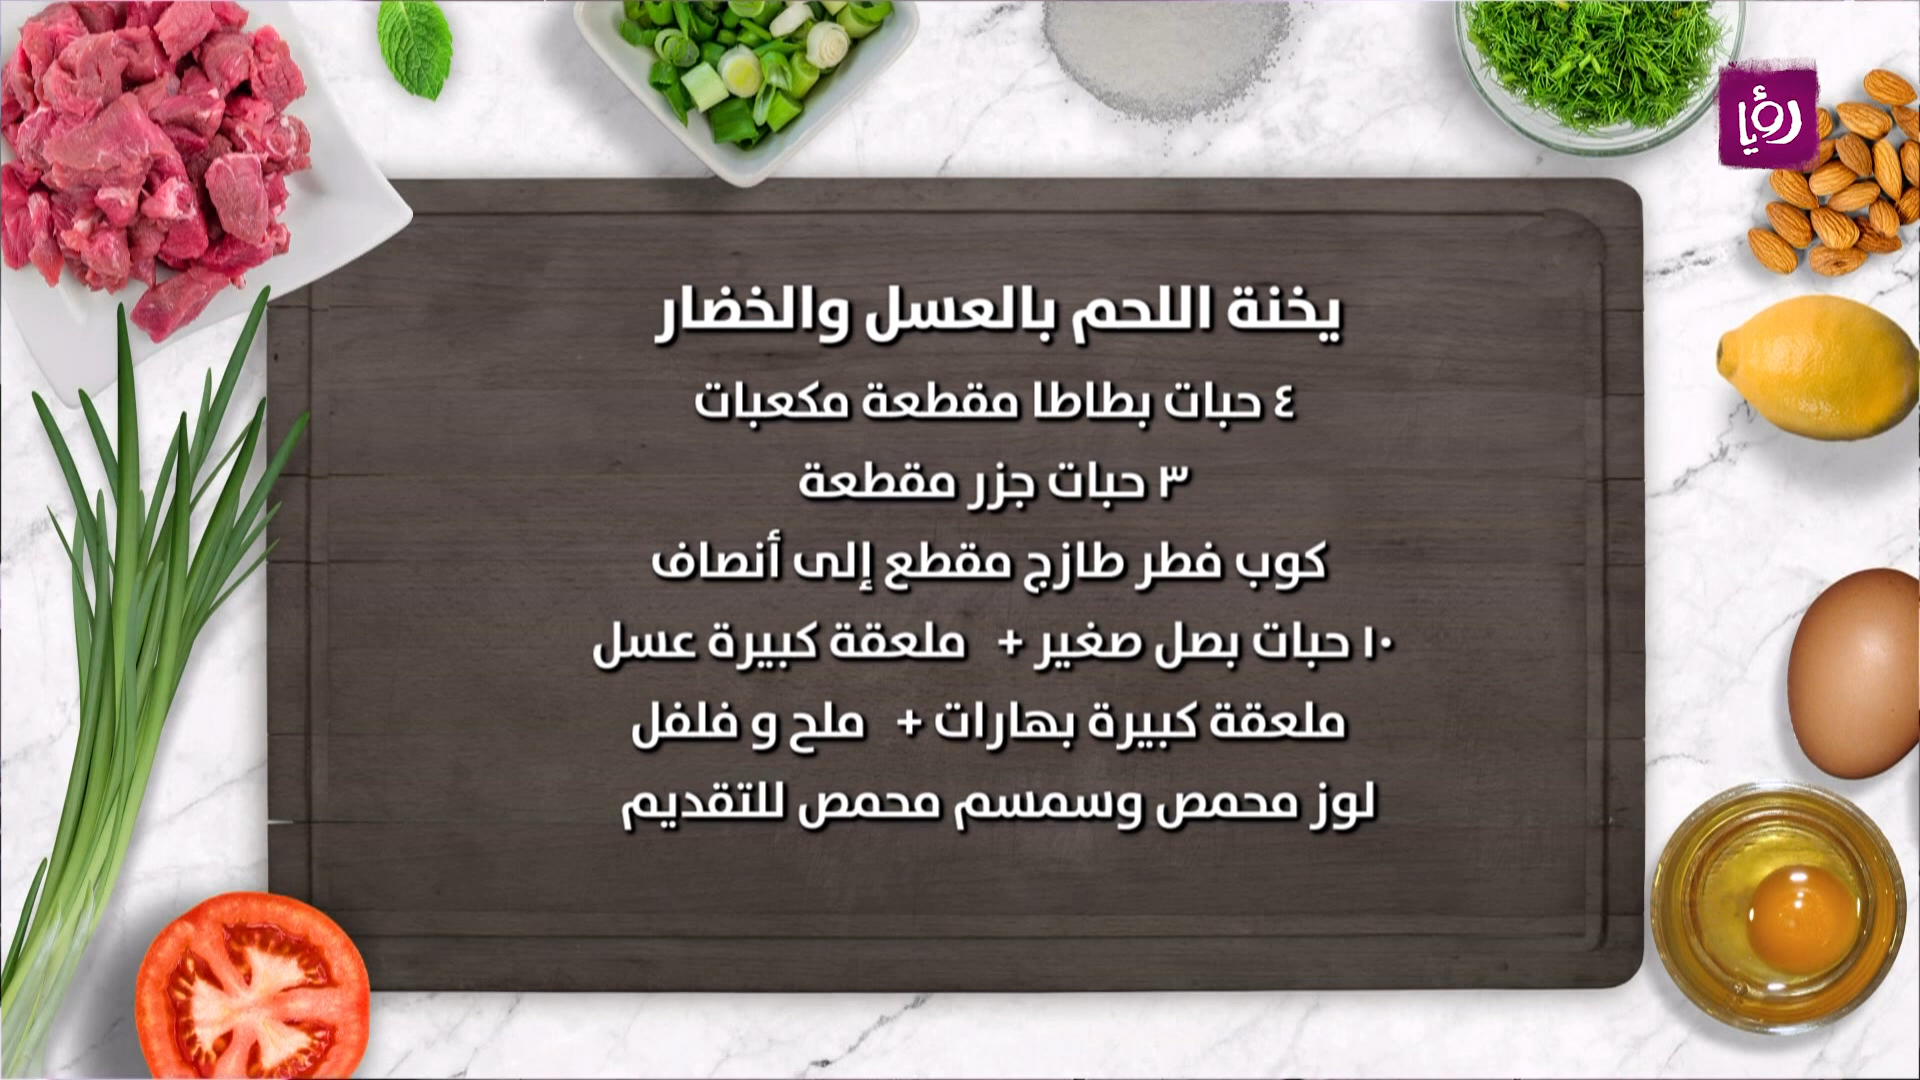 رؤيا
يخنة اللحم بالعسل والخضار
٤ حبات بطاطا مقطعة مكعبات
٣ حبات جزر مقطعة
كوب فطر طازج مقطع إلى أنصاف
١٠ حبات بصل صغير + ملعقة كبيرة عسل
ملعقة كبيرة بهارات + ملح و فلفل
لوز محمص وسمسم محمص للتقديم